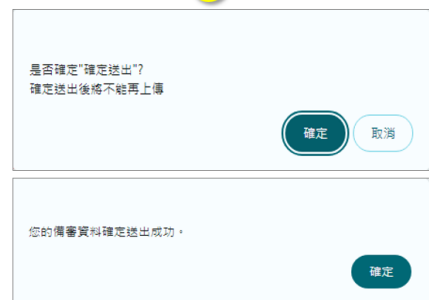 是否確定"確定送出"?
確定送出後將不能再上傳
確定
取消
您的備審資料確定送出成功。
確定